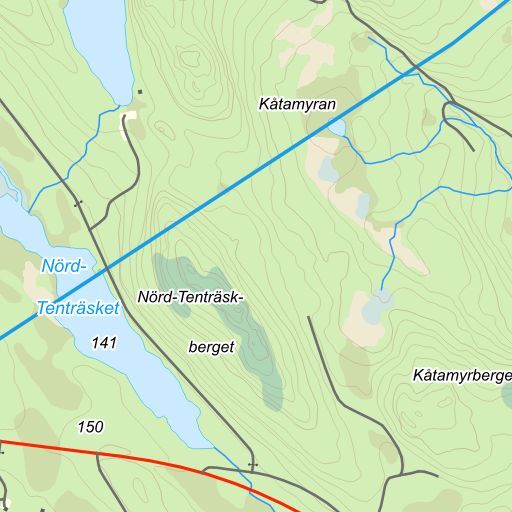 Kåtamyran
Nörd-
Tenträsket
Nörd-Tenträsk-
berget
141
Kåtamyrberge
150